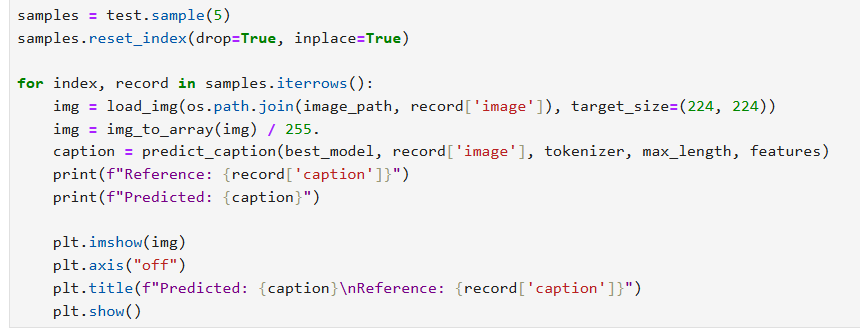 samples = test.sample(5)
samples.reset_index(drop=True, inplace=True)

for index, record in samples.iterrows():
    img = load_img(os.path.join(image_path, record['image']), target_size=(224, 224))
    img = img_to_array(img) / 255.
    caption = predict_caption(best_model, record['image'], tokenizer, max_length, features)
    print(f"Reference: {record['caption']}")
    print(f"Predicted: {caption}")

    plt.imshow(img)
    plt.axis("off")
    plt.title(f"Predicted: {caption}\nReference: {record['caption']}")
    plt.show()